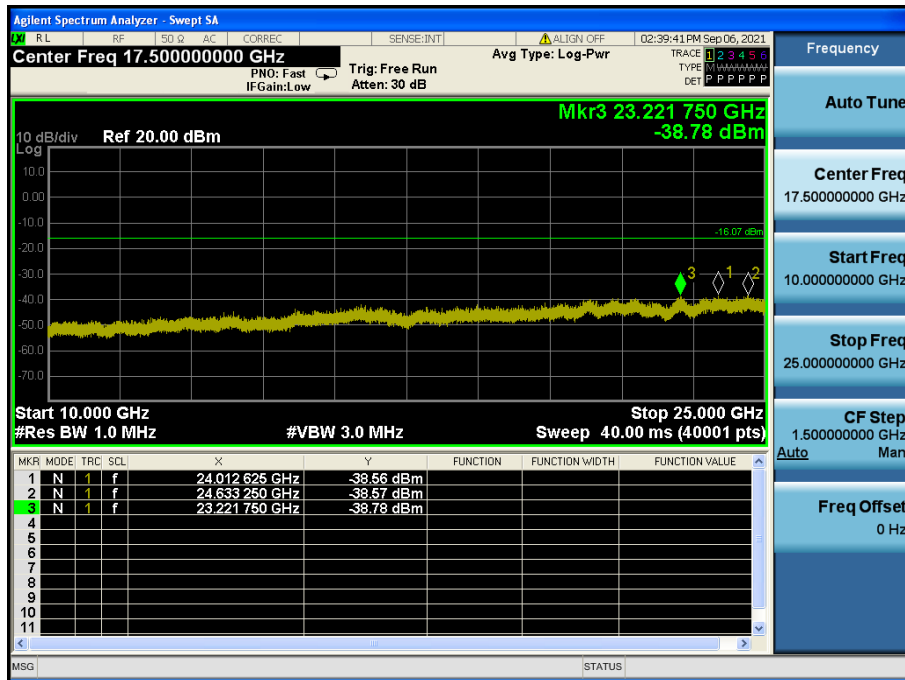 Agilent Spectrum Analyzer - Swept SA
LXI RL RF 50 Ω AC CORREC SENSE:INT ALIGN OFF 02:39:41 PM Sep 06, 2021
Center Freq 17.500000000 GHz
PNO: Fast
IFGain:Low
Trig: Free Run
Atten: 30 dB
Avg Type: Log-Pwr
TRACE 1 2 3 4 5 6
TYPE M WWWWW
DET P P P P P P
Mkr3 23.221 750 GHz
-38.78 dBm
10 dB/div Ref 20.00 dBm
Log
10.0
0.00
-10.0
-16.07 dBm
-20.0
-30.0
3 1 2
-40.0
-50.0
-60.0
-70.0
Start 10.000 GHz Stop 25.000 GHz
#Res BW 1.0 MHz #VBW 3.0 MHz Sweep 40.00 ms (40001 pts)
MKR MODE TRC SCL X Y FUNCTION FUNCTION WIDTH FUNCTION VALUE
1 N 1 f 24.012 625 GHz -38.56 dBm
2 N 1 f 24.633 250 GHz -38.57 dBm
3 N 1 f 23.221 750 GHz -38.78 dBm
4
5
6
7
8
9
10
11
MSG STATUS
Frequency
Auto Tune
Center Freq
17.500000000 GHz
Start Freq
10.000000000 GHz
Stop Freq
25.000000000 GHz
CF Step
1.500000000 GHz
Auto Man
Freq Offset
0 Hz